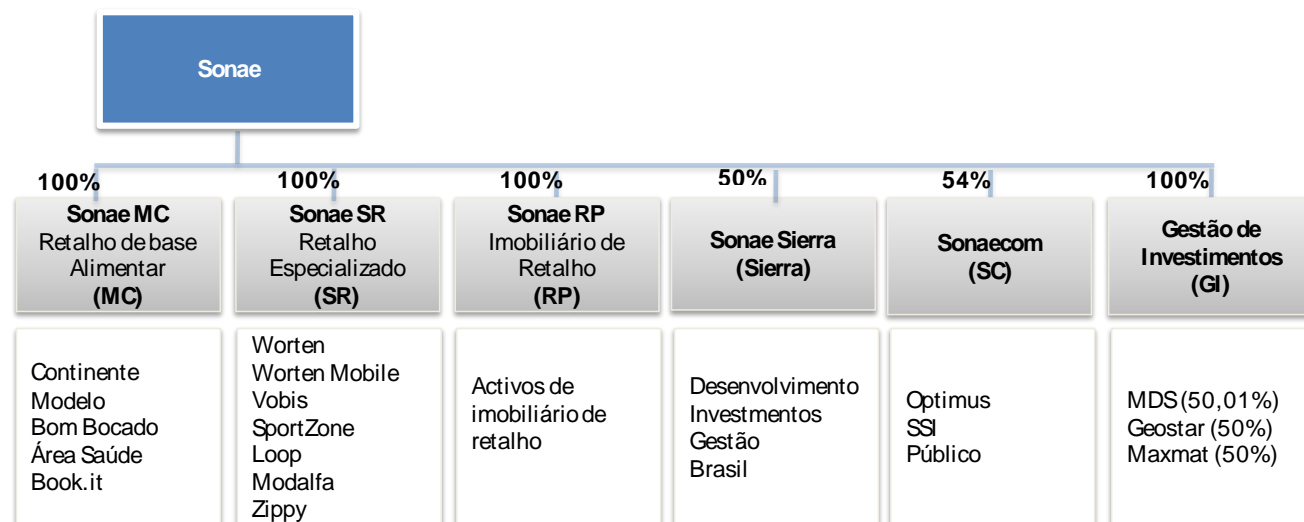 Sonae
100%
100%
100%
50%
54%
100%
Sonae MC
Retalho de base
Alimentar
(MC)
Sonae SR
Retalho
Especializado
(SR)
Sonae RP
Imobiliário de
Retalho
(RP)
Sonae Sierra
(Sierra)
Sonaecom
(SC)
Gestão de
Investimentos
(GI)
Continente
Modelo
Bom Bocado
Área Saúde
Book.it
Worten
Worten Mobile
Vobis
SportZone
Loop
Modalfa
Zippy
Activos de
imobiliário de
retalho
Desenvolvimento
Investmentos
Gestão
Brasil
Optimus
SSI
Público
MDS (50,01%)
Geostar (50%)
Maxmat (50%)